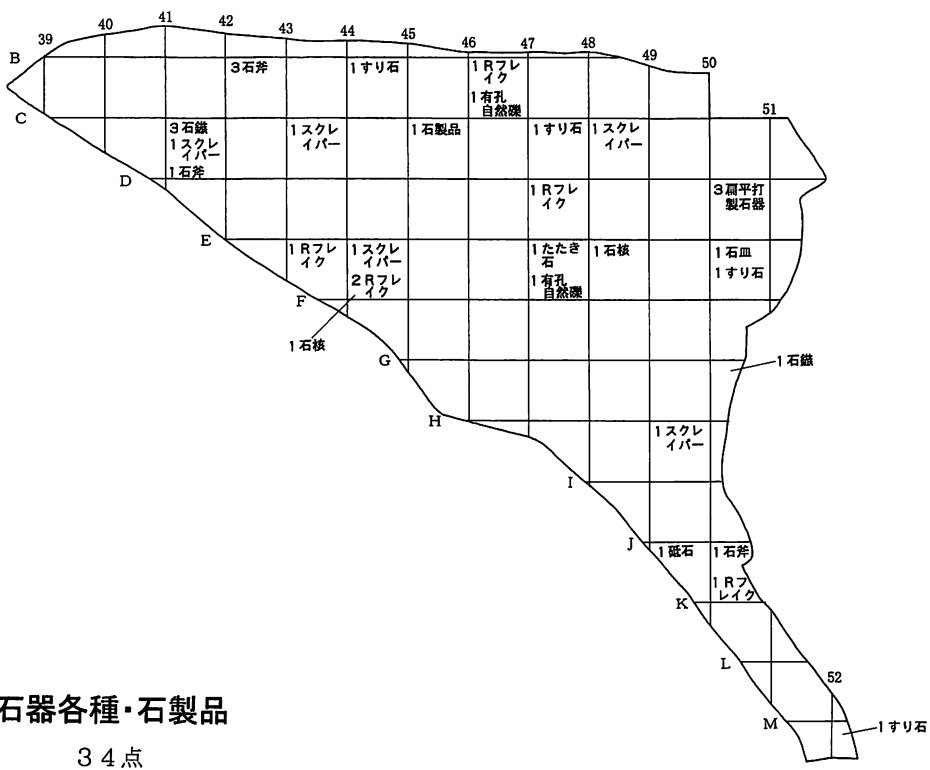 39
40
41
42
43
44
45
46
47
48
49
50
51
B
3石斧
1すり石
1Rフレ
イク
1有孔
自然礫
C
3石鏃
1スクレ
イパー
1石斧
1スクレ
イパー
1石製品
1すり石
1スクレ
イパー
D
1Rフレ
イク
3扁平打
製石器
E
1Rフレ
イク
1スクレ
イパー
2Rフレ
イク
1たたき
石
1有孔
自然礫
1石核
1石皿
1すり石
F
1石核
G
1石鏃
H
1スクレ
イパー
I
J
1砥石
1石斧
1Rフ
レイク
K
L
52
M
1すり石
石器各種・石製品
34点